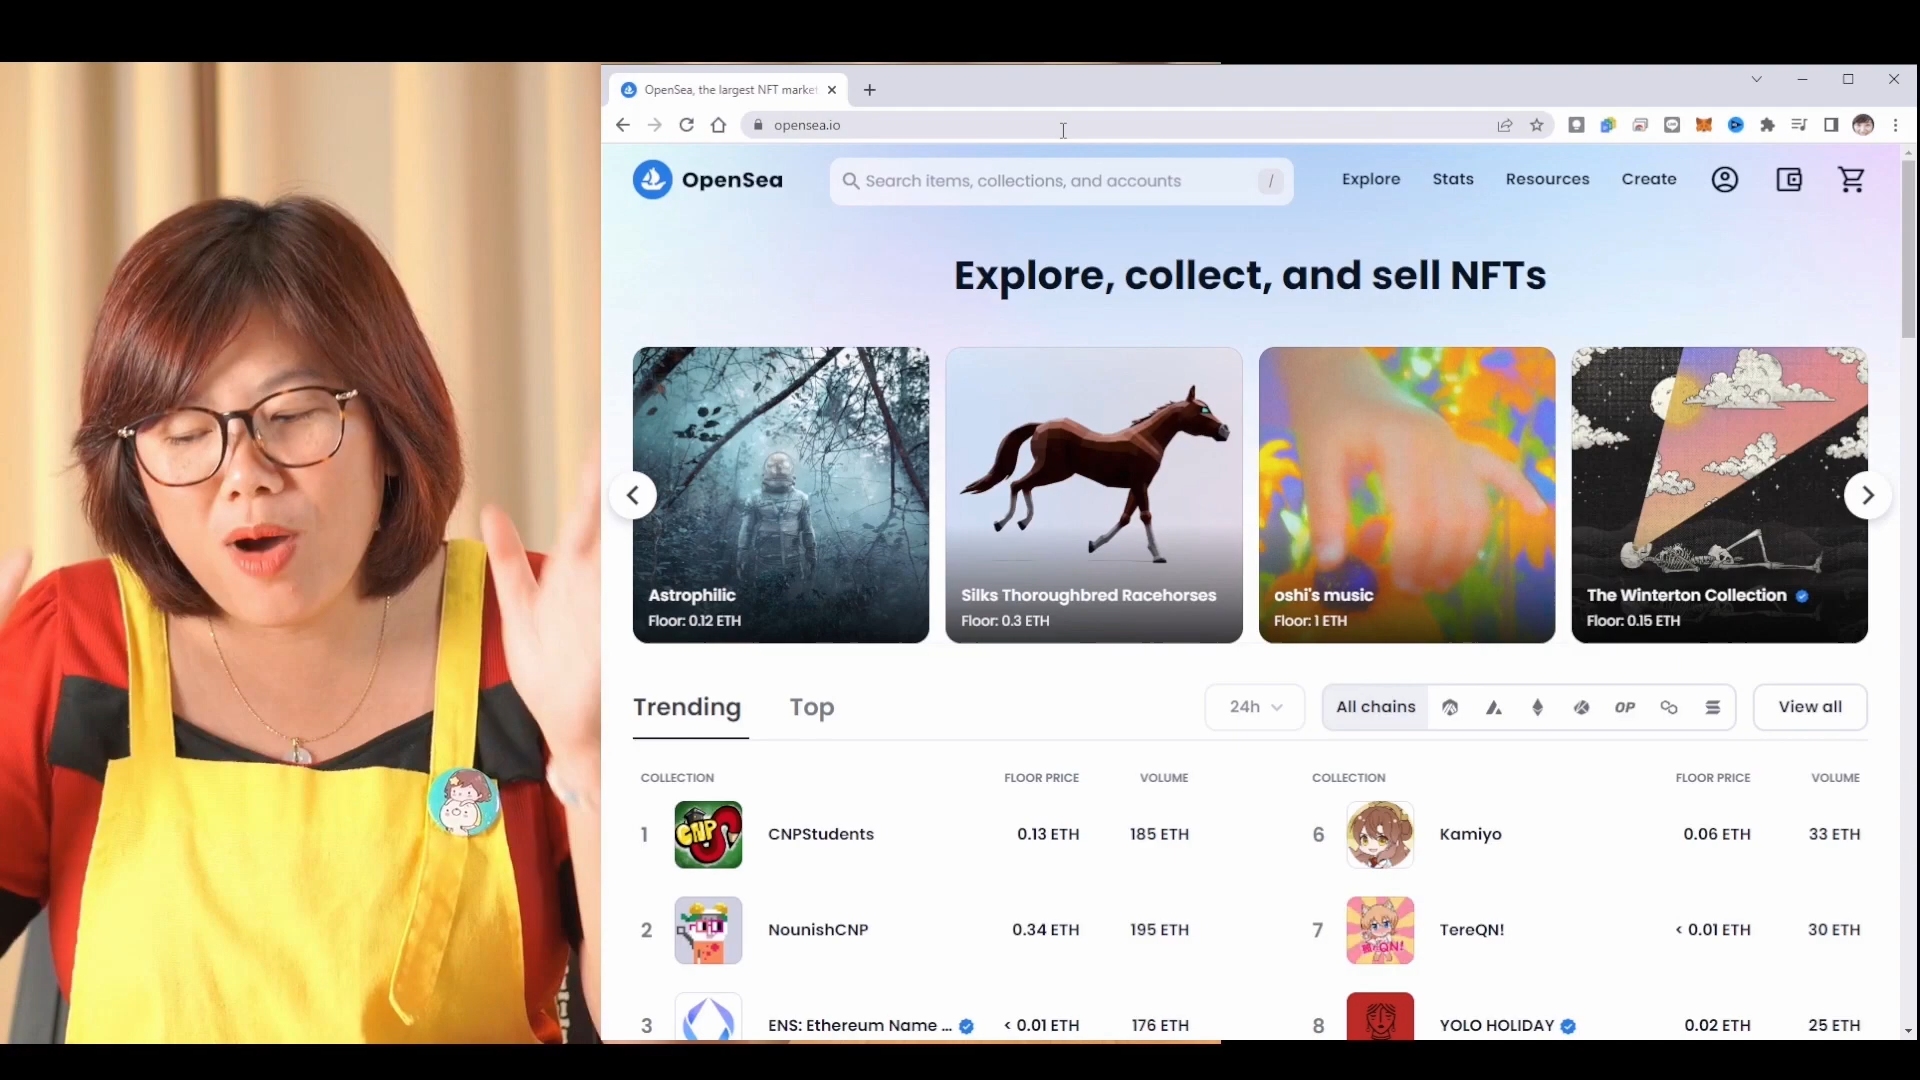 OpenSea, the largest NFT market
opensea.io
OpenSea
Search items, collections, and accounts
/
Explore
Stats
Resources
Create
Explore, collect, and sell NFTs
Astrophilic
Floor: 0.12 ETH
Silks Thoroughbred Racehorses
Floor: 0.3 ETH
oshi's music
Floor: 1 ETH
The Winterton Collection
Floor: 0.15 ETH
Trending
Top
24h
All chains
OP
View all
COLLECTION FLOOR PRICE VOLUME
1 CNPStudents 0.13 ETH 185 ETH
CNP
2 NounishCNP 0.34 ETH 195 ETH
3 ENS: Ethereum Name ... < 0.01 ETH 176 ETH
COLLECTION FLOOR PRICE VOLUME
6 Kamiyo 0.06 ETH 33 ETH
7 TereQN! < 0.01 ETH 30 ETH
8 YOLO HOLIDAY 0.02 ETH 25 ETH